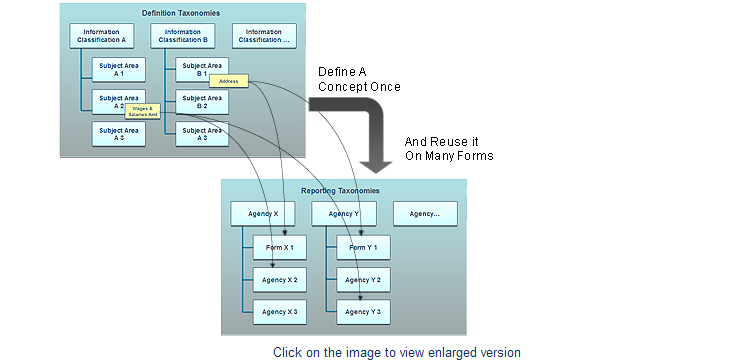 Definition Taxonomies
Information
Classification A
Information
Classification B
Information
Classification ...
Subject Area
A 1
Subject Area
B 1
Address
Subject Area
A 2
Wages &
Salaries Amt
Subject Area
B 2
Subject Area
A 3
Subject Area
A 3
Define A
Concept Once
And Reuse it
On Many Forms
Reporting Taxonomies
Agency X
Agency Y
Agency...
Form X 1
Form Y 1
Agency X 2
Agency Y 2
Agency X 3
Agency Y 3
Click on the image to view enlarged version